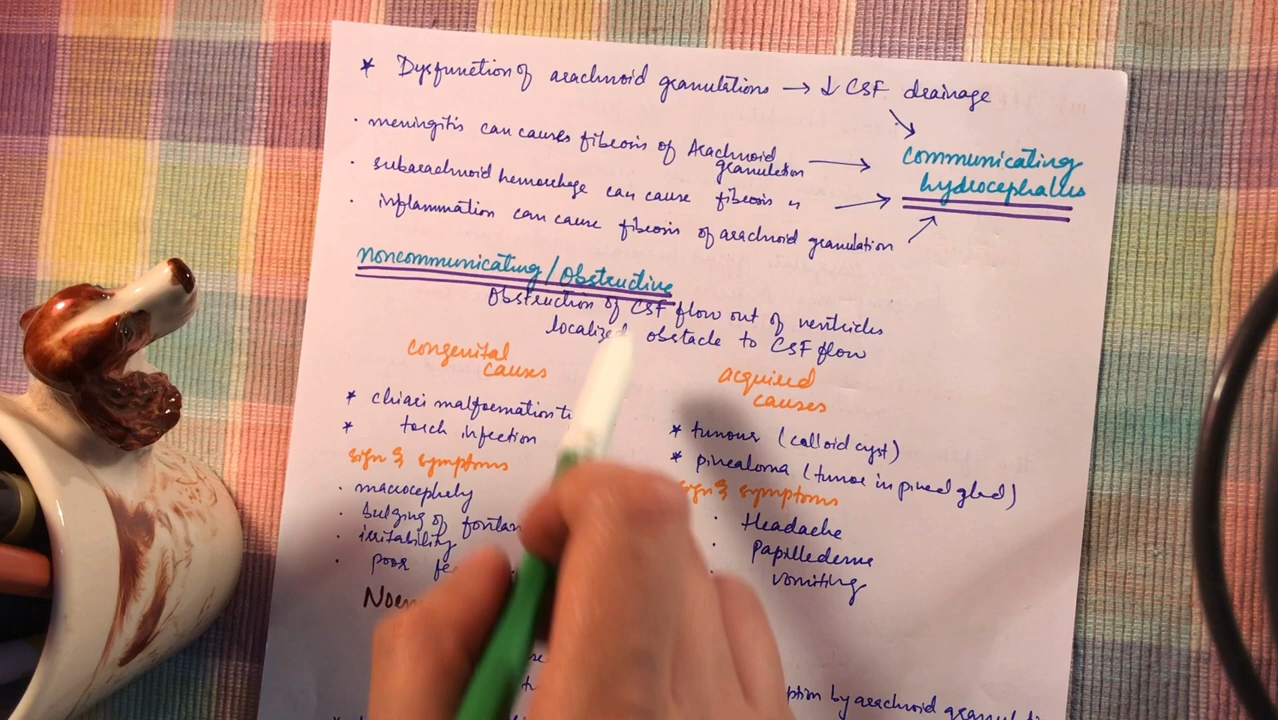 * Dysfunction of arachnoid granulations → ↓ CSF drainage
communicating
hydrocephalus
· meningitis can causes fibrosis of Arachnoid
granulation →
· subarachnoid hemorrhage can cause fibrosis " →
· inflammation can cause fibrosis of arachnoid granulation
noncommunicating/Obstructive
Obstruction of CSF flow out of ventricles
localized obstacle to CSF flow
congenital
causes
* chiari malformation
* torch infection
sign & symptoms
· macrocephely
· bulging of
· irritability
· poor
acquired
causes
* tumour (colloid cyst)
* pinealoma (tumor in pineal gland)
sign & symptoms
· Headache
· Papilledema
· vomiting
by arachnoid